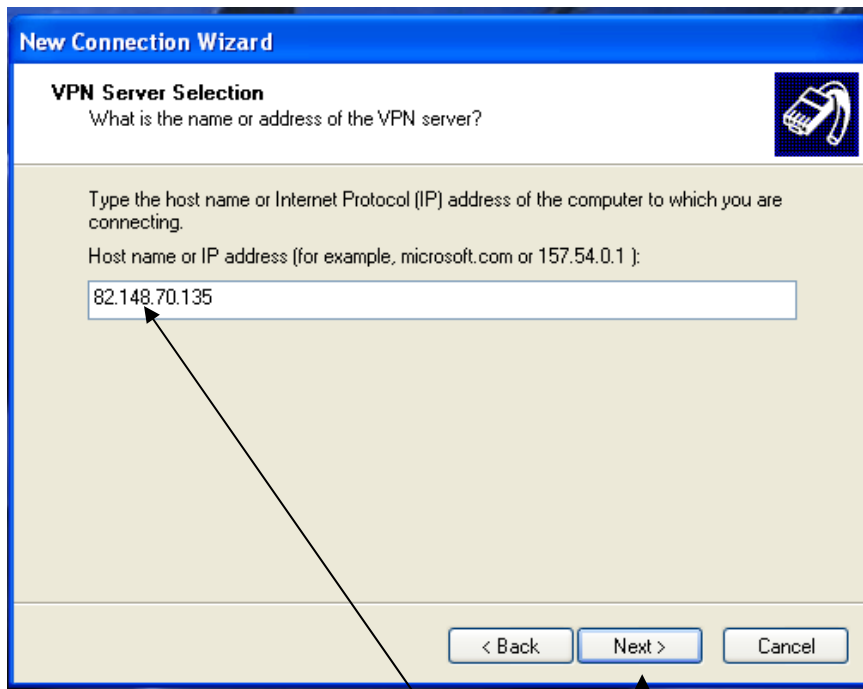 New Connection Wizard
VPN Server Selection
What is the name or address of the VPN server?
Type the host name or Internet Protocol (IP) address of the computer to which you are
connecting.
Host name or IP address (for example, microsoft.com or 157.54.0.1 ):
82.148.70.135
< Back Next > Cancel